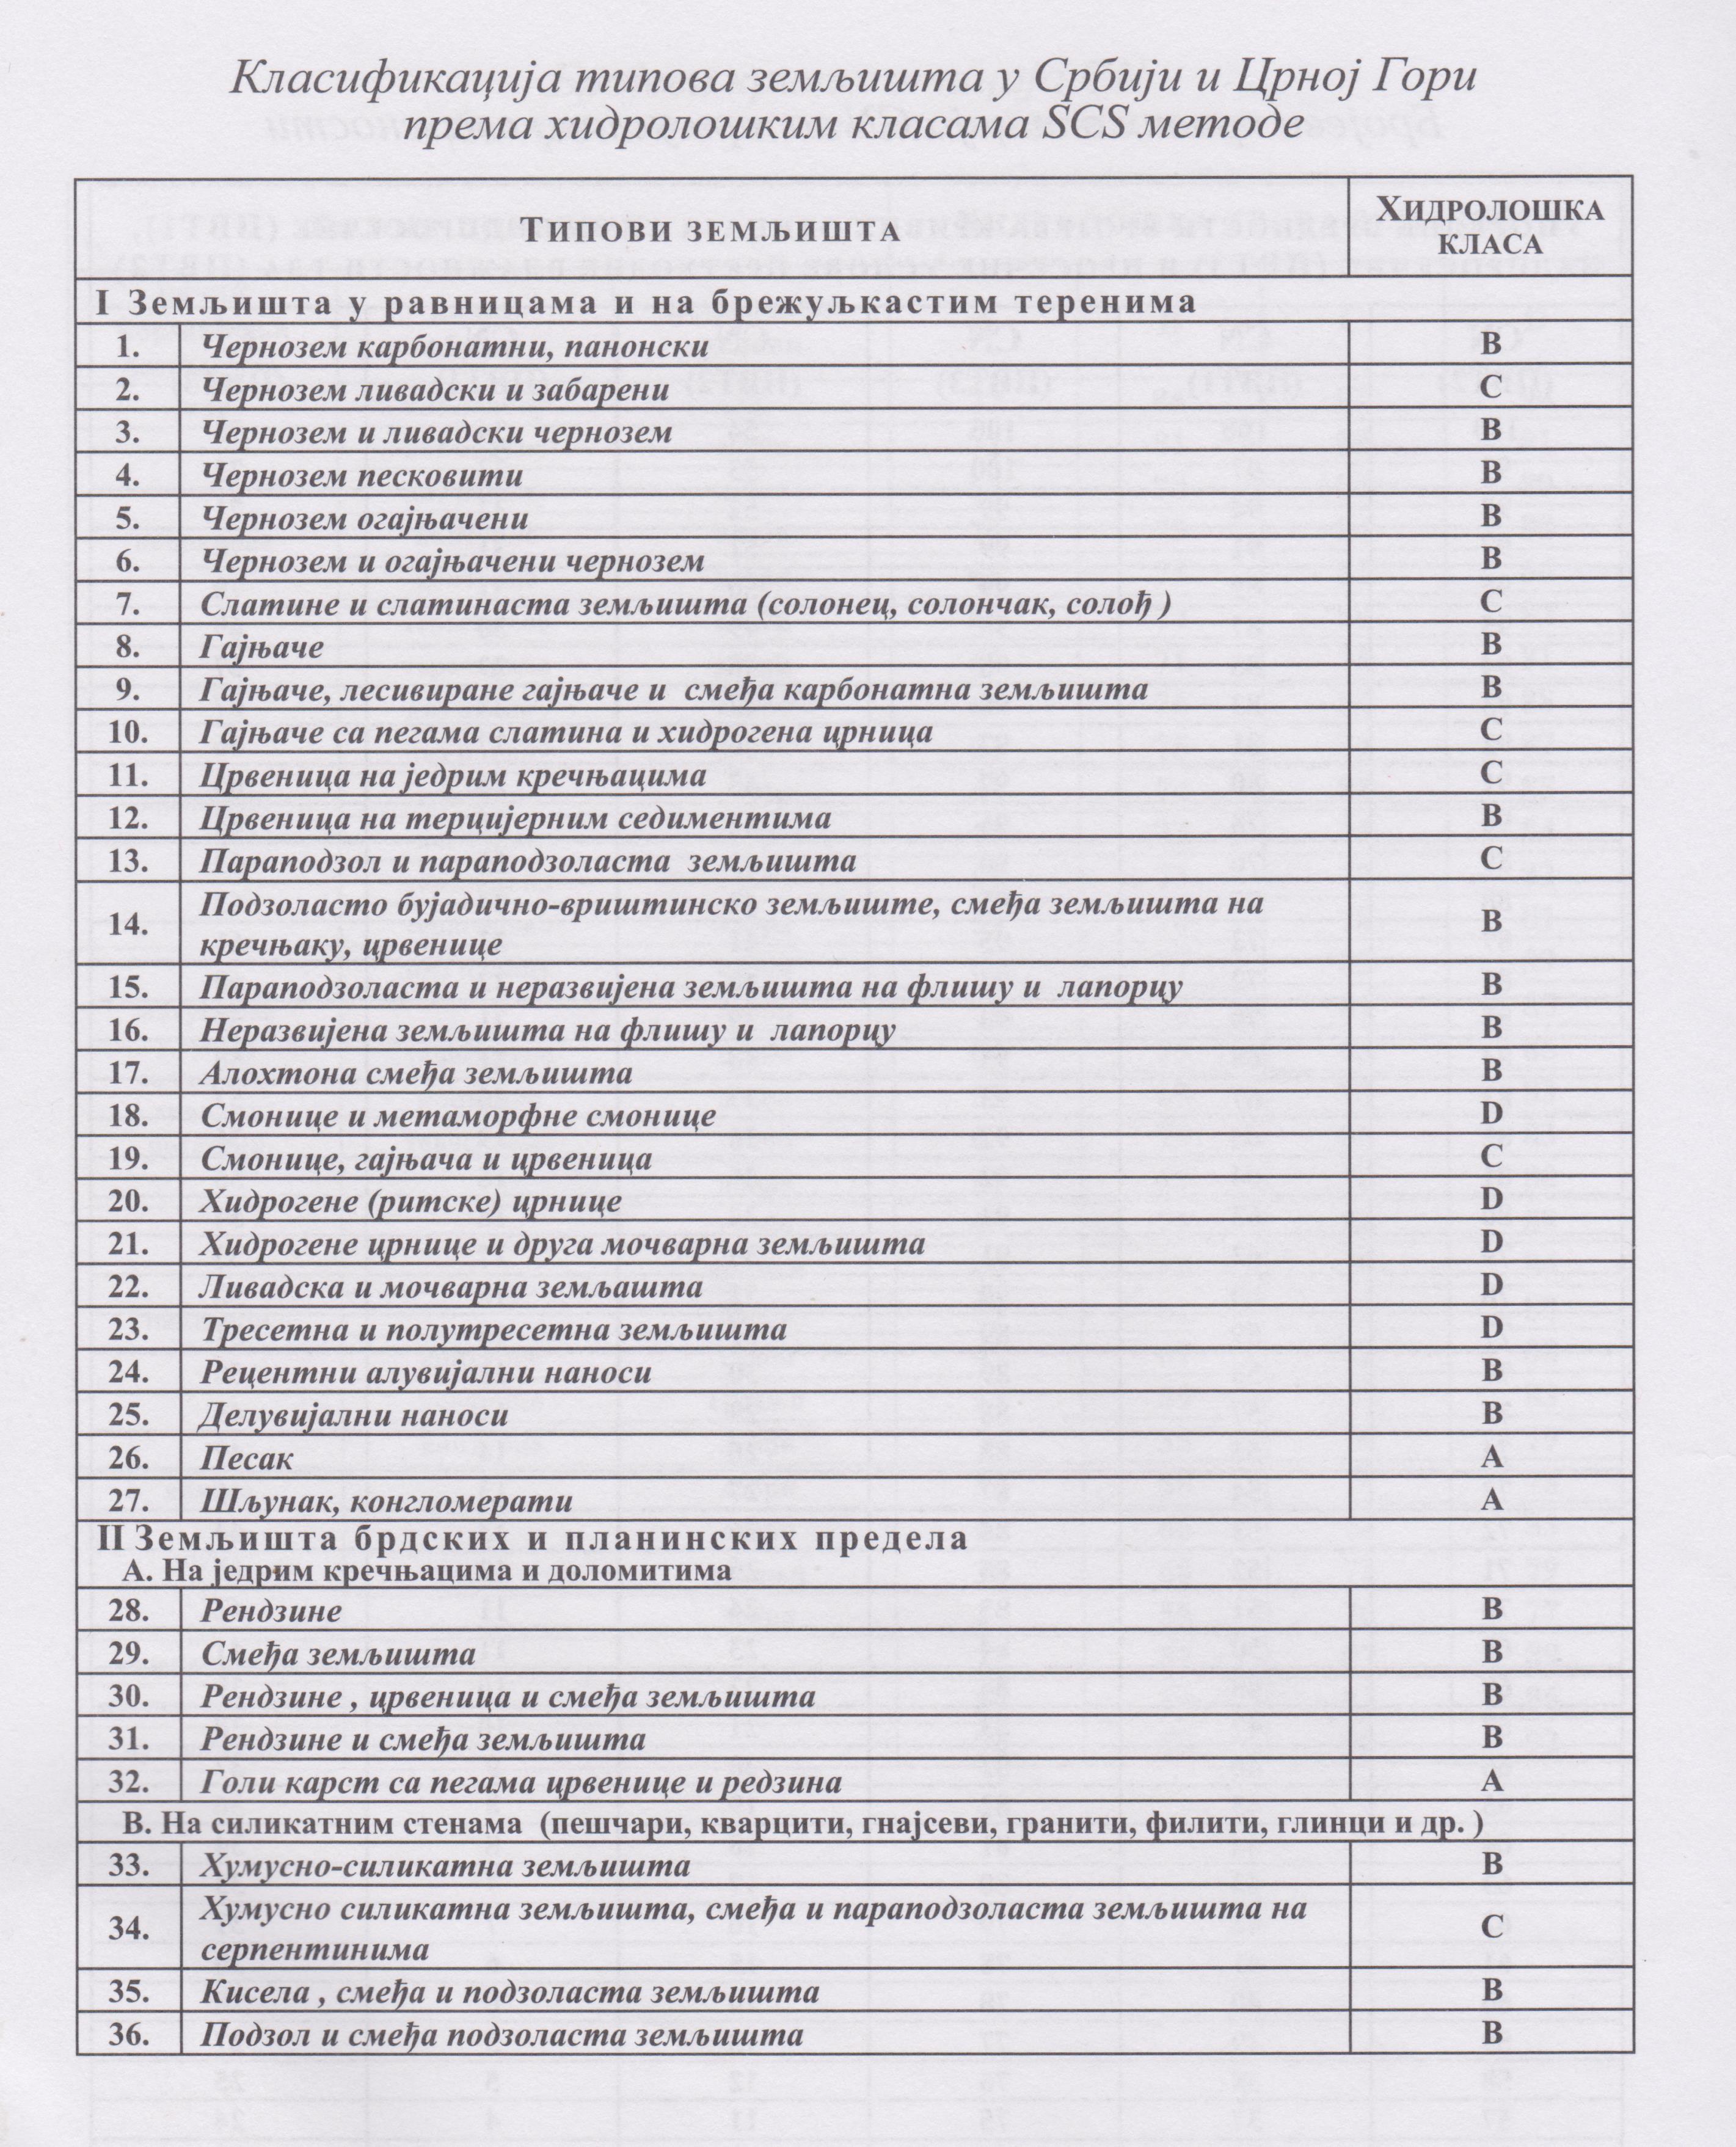 Класификација типова земљишта у Србији и Црној Гори
према хидролошким класама SCS методе
ТИПОВИ ЗЕМЉИШТА
ХИДРОЛОШКА
КЛАСА
I Земљишта у равницама и на брежуљкастим теренима
1. Чернозем карбонатни, панонски B
2. Чернозем ливадски и забарени C
3. Чернозем и ливадски чернозем B
4. Чернозем песковити B
5. Чернозем огајњачени B
6. Чернозем и огајњачени чернозем B
7. Слатине и слатинаста земљишта (солонец, солончак, солођ ) C
8. Гајњаче B
9. Гајњаче, лесивиране гајњаче и смеђа карбонатна земљишта B
10. Гајњаче са пегама слатина и хидрогена црница C
11. Црвеница на једрим кречњацима C
12. Црвеница на терцијерним седиментима B
13. Параподзол и параподзоласта земљишта C
14. Подзоласто бујадично-вриштинско земљиште, смеђа земљишта на
кречњаку, црвенице B
15. Параподзоласта и неразвијена земљишта на флишу и лапорцу B
16. Неразвијена земљишта на флишу и лапорцу B
17. Алохтона смеђа земљишта B
18. Смонице и метаморфне смонице D
19. Смонице, гајњача и црвеница C
20. Хидрогене (ритске) црнице D
21. Хидрогене црнице и друга мочварна земљишта D
22. Ливадска и мочварна земљашта D
23. Тресетна и полутресетна земљишта D
24. Рецентни алувијални наноси B
25. Делувијални наноси B
26. Песак A
27. Шљунак, конгломерати A
II Земљишта брдских и планинских предела
А. На једрим кречњацима и доломитима
28. Рендзине B
29. Смеђа земљишта B
30. Рендзине , црвеница и смеђа земљишта B
31. Рендзине и смеђа земљишта B
32. Голи карст са пегама црвенице и редзина A
В. На силикатним стенама (пешчари, кварцити, гнајсеви, гранити, филити, глинци и др. )
33. Хумусно-силикатна земљишта B
34. Хумусно силикатна земљишта, смеђа и параподзоласта земљишта на
серпентинима C
35. Кисела , смеђа и подзоласта земљишта B
36. Подзол и смеђа подзоласта земљишта B